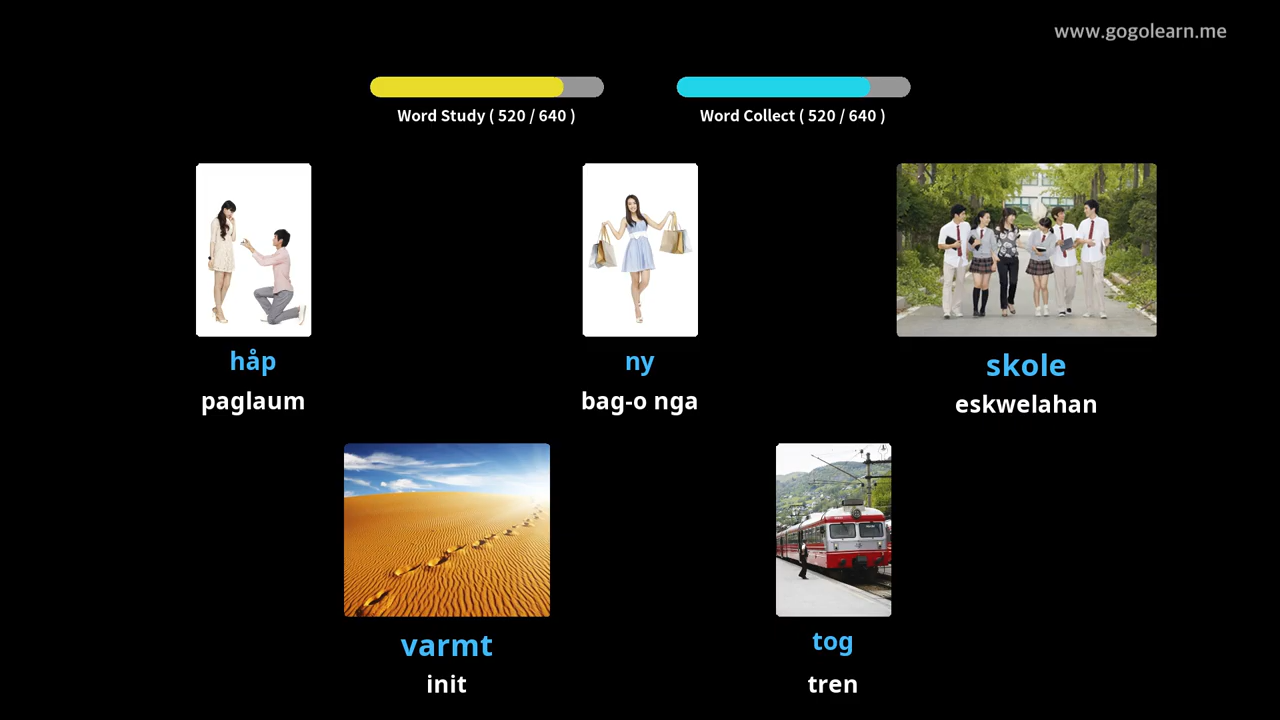 www.gogolearn.me
Word Study ( 520 / 640 )
Word Collect ( 520 / 640 )
håp
paglaum
ny
bag-o nga
skole
eskwelahan
varmt
init
tog
tren